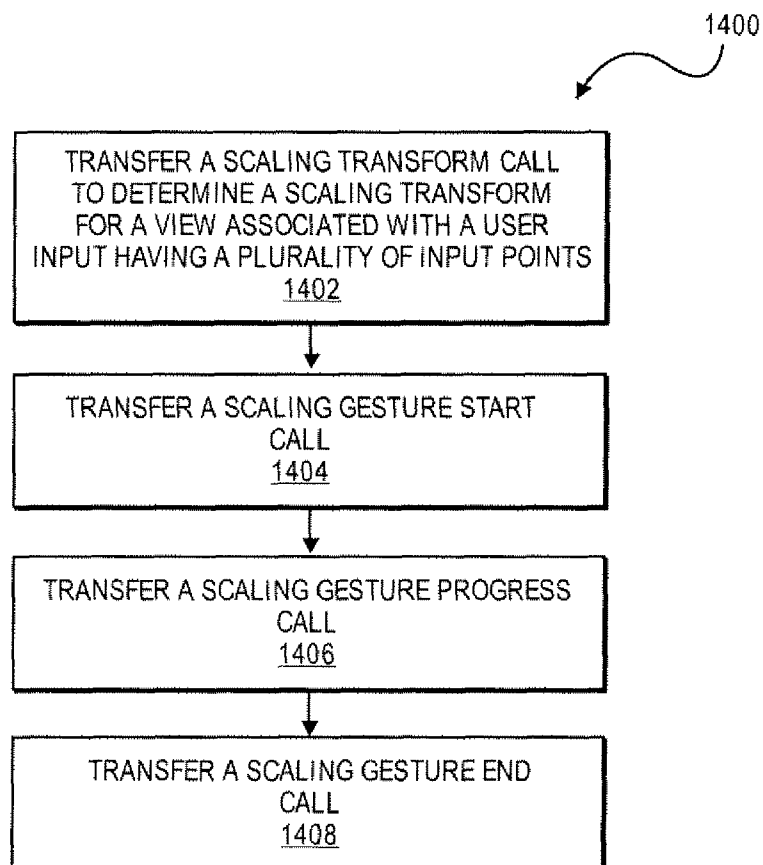 1400
TRANSFER A SCALING TRANSFORM CALL
TO DETERMINE A SCALING TRANSFORM
FOR A VIEW ASSOCIATED WITH A USER
INPUT HAVING A PLURALITY OF INPUT POINTS
1402
TRANSFER A SCALING GESTURE START
CALL
1404
TRANSFER A SCALING GESTURE PROGRESS
CALL
1406
TRANSFER A SCALING GESTURE END
CALL
1408